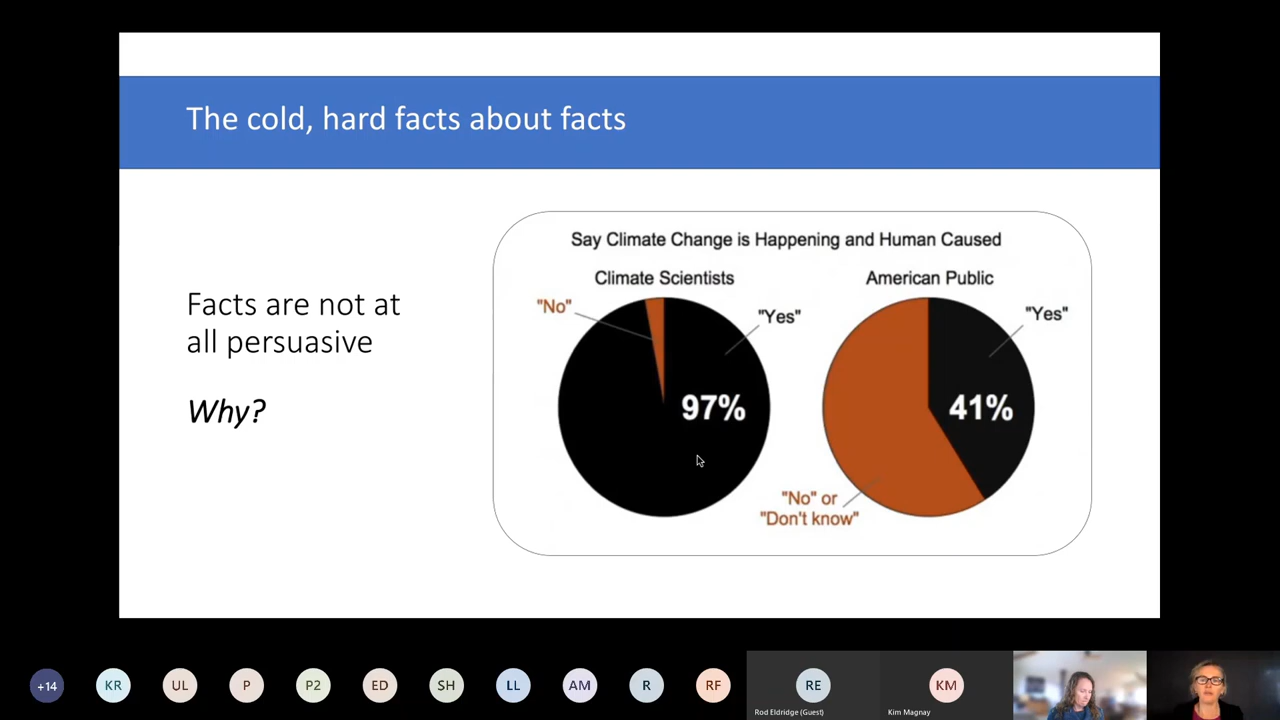 The cold, hard facts about facts
Facts are not at
all persuasive
Why?
Say Climate Change is Happening and Human Caused
Climate Scientists
"No"
"Yes"
97%
American Public
"Yes"
41%
"No" or
"Don't know"
+14
KR
UL
P
P2
ED
SH
LL
AM
R
RF
RE
Rod Eldridge (Guest)
KM
Kim Magnay